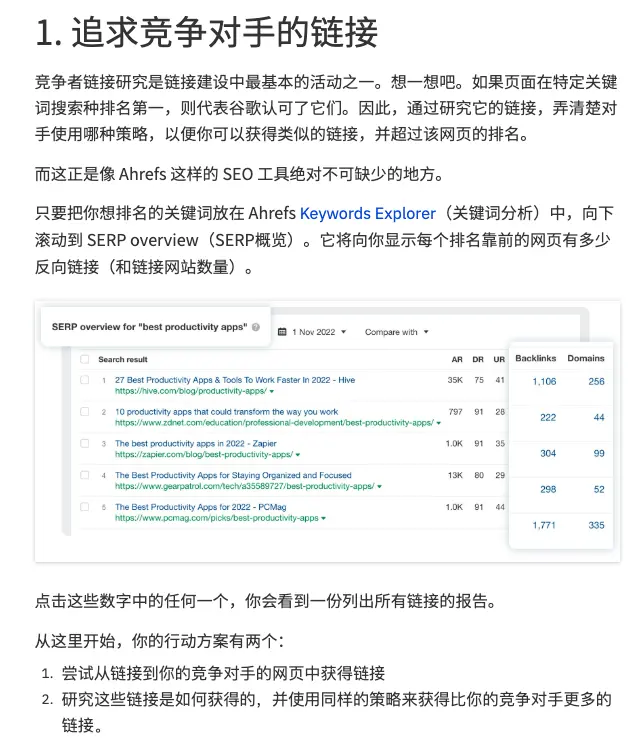 1. 追求竞争对手的链接
竞争者链接研究是链接建设中最基本的活动之一。想一想吧。如果页面在特定关键
词搜索种排名第一，则代表谷歌认可了它们。因此，通过研究它的链接，弄清楚对
手使用哪种策略，以便你可以获得类似的链接，并超过该网页的排名。
而这正是像 Ahrefs 这样的 SEO 工具绝对不可缺少的地方。
只要把你想排名的关键词放在 Ahrefs Keywords Explorer（关键词分析）中，向下
滚动到 SERP overview（SERP概览）。它将向你显示每个排名靠前的网页有多少
反向链接（和链接网站数量）。
SERP overview for "best productivity apps" ? 1 Nov 2022 Compare with
Search result AR DR UR Backlinks Domains
1 27 Best Productivity Apps & Tools To Work Faster In 2022 - Hive 35K 75 41 1,106 256
https://hive.com/blog/productivity-apps/
2 10 productivity apps that could transform the way you work 797 91 28 222 44
https://www.zdnet.com/education/professional-development/best-productivity-apps/
3 The best productivity apps in 2022 - Zapier 1.0K 91 35 304 99
https://zapier.com/blog/best-productivity-apps/
4 The Best Productivity Apps for Staying Organized and Focused 13K 80 29 298 52
https://www.gearpatrol.com/tech/a35589727/best-productivity-apps/
5 The Best Productivity Apps for 2022 - PCMag 1.0K 91 44 1,771 335
https://www.pcmag.com/picks/best-productivity-apps
点击这些数字中的任何一个，你会看到一份列出所有链接的报告。
从这里开始，你的行动方案有两个：
1. 尝试从链接到你的竞争对手的网页中获得链接
2. 研究这些链接是如何获得的，并使用同样的策略来获得比你的竞争对手更多的
链接。